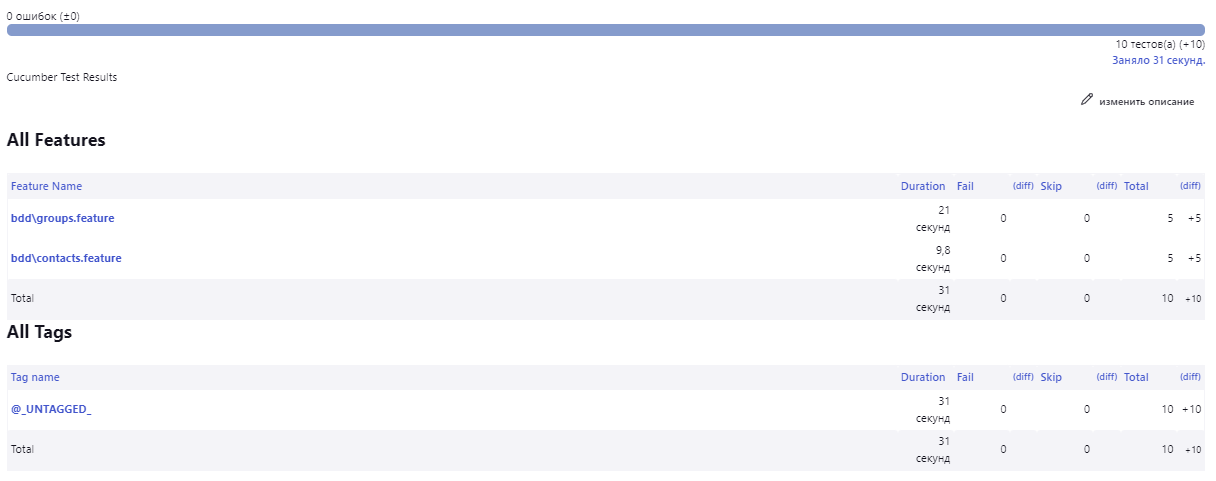 0 ошибок (±0)
10 тестов(а) (+10)
Заняло 31 секунд.
Cucumber Test Results
изменить описание
All Features
Feature Name Duration Fail (diff) Skip (diff) Total (diff)
bdd\groups.feature 21 секунд 0 0 5 +5
bdd\contacts.feature 9,8 секунд 0 0 5 +5
Total 31 секунд 0 0 10 +10
All Tags
Tag name Duration Fail (diff) Skip (diff) Total (diff)
@_UNTAGGED_ 31 секунд 0 0 10 +10
Total 31 секунд 0 0 10 +10